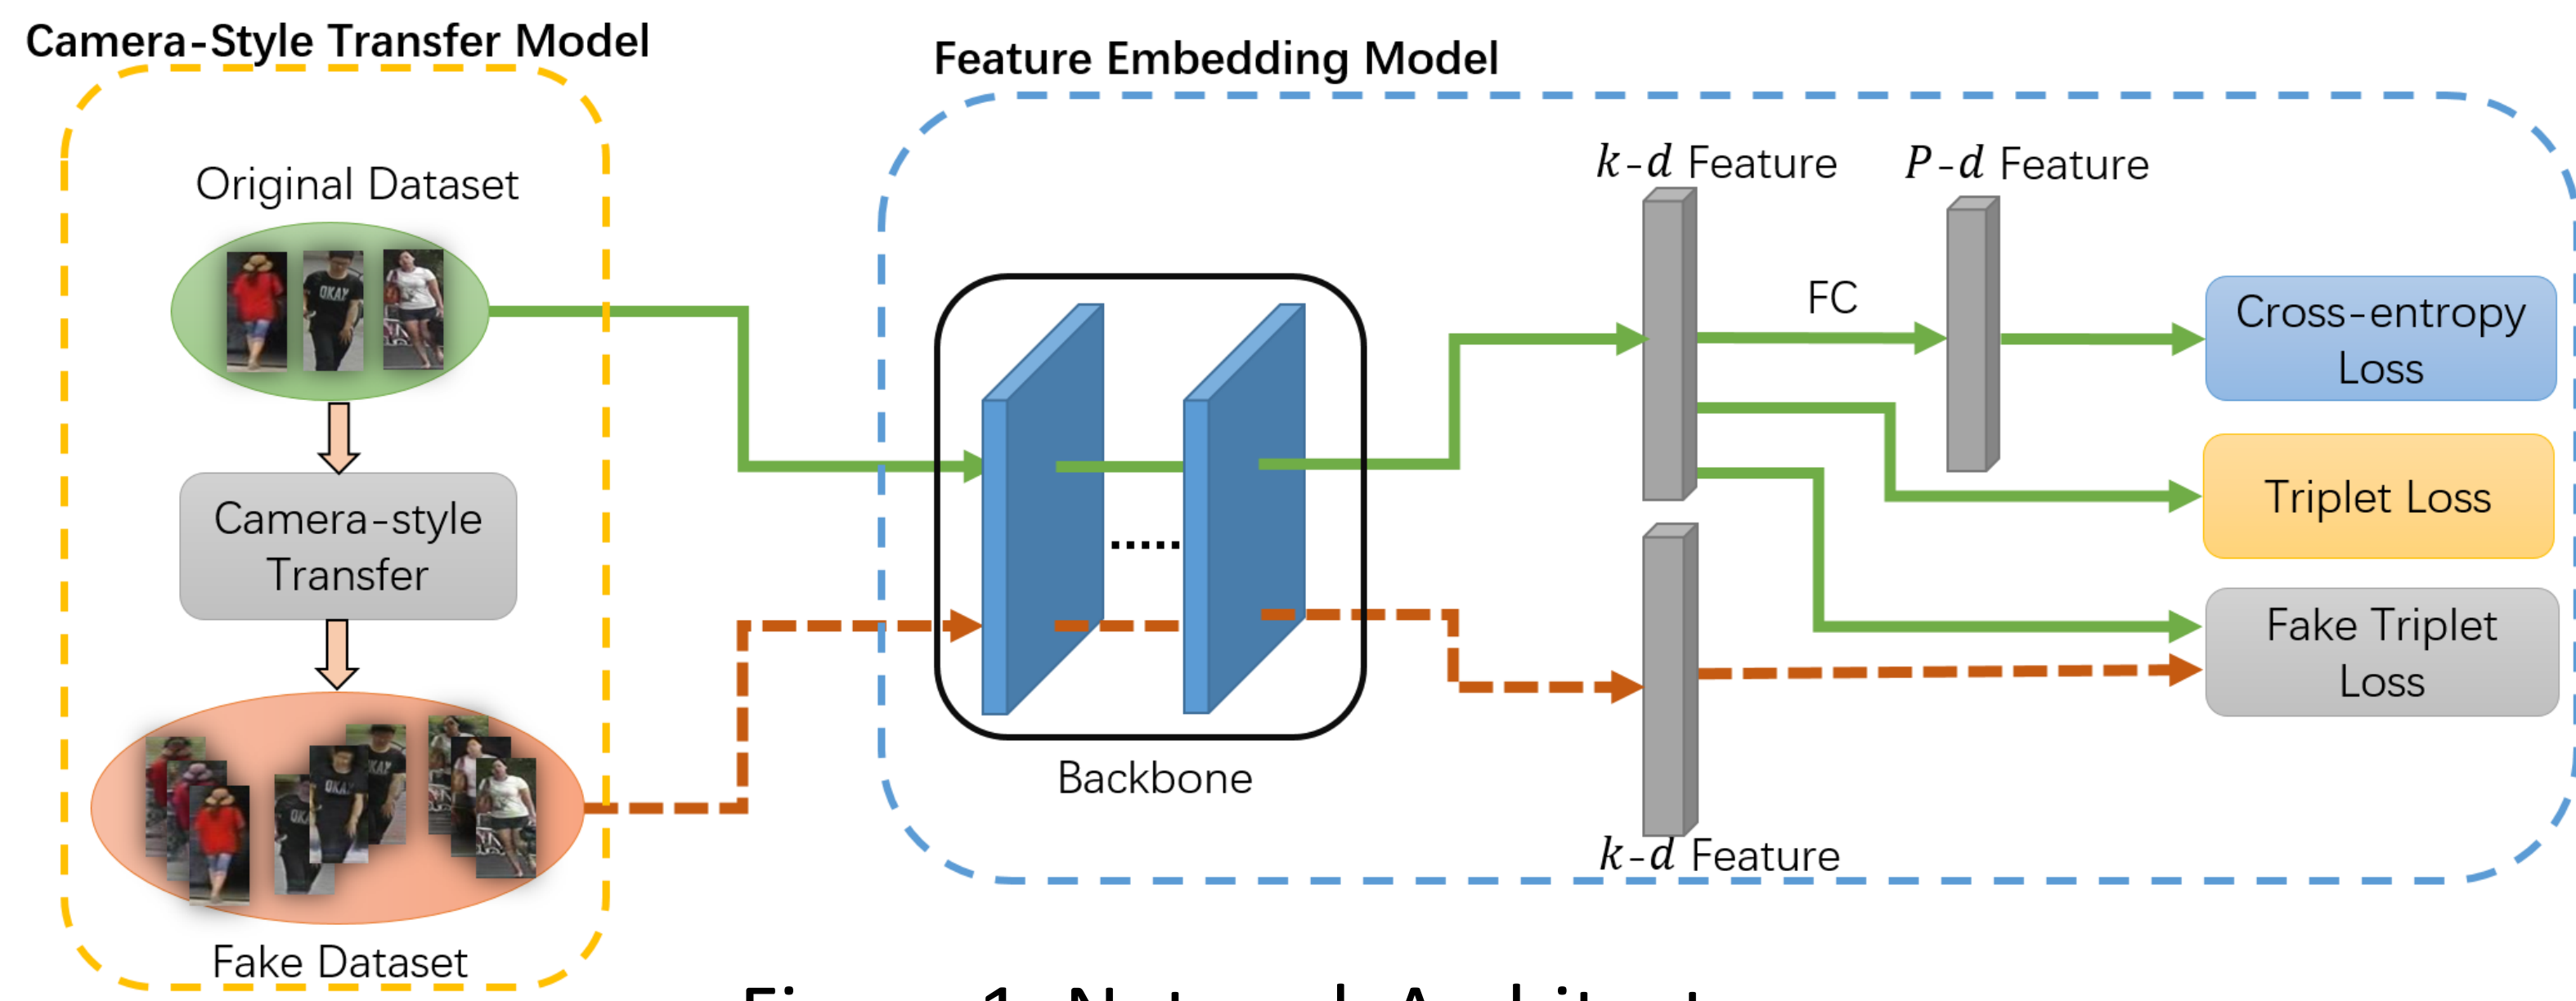 Camera-Style Transfer Model
Feature Embedding Model
Original Dataset
OKAY
Camera-style
Transfer
Fake Dataset
Backbone
k-d Feature
P-d Feature
FC
k-d Feature
Cross-entropy
Loss
Triplet Loss
Fake Triplet
Loss